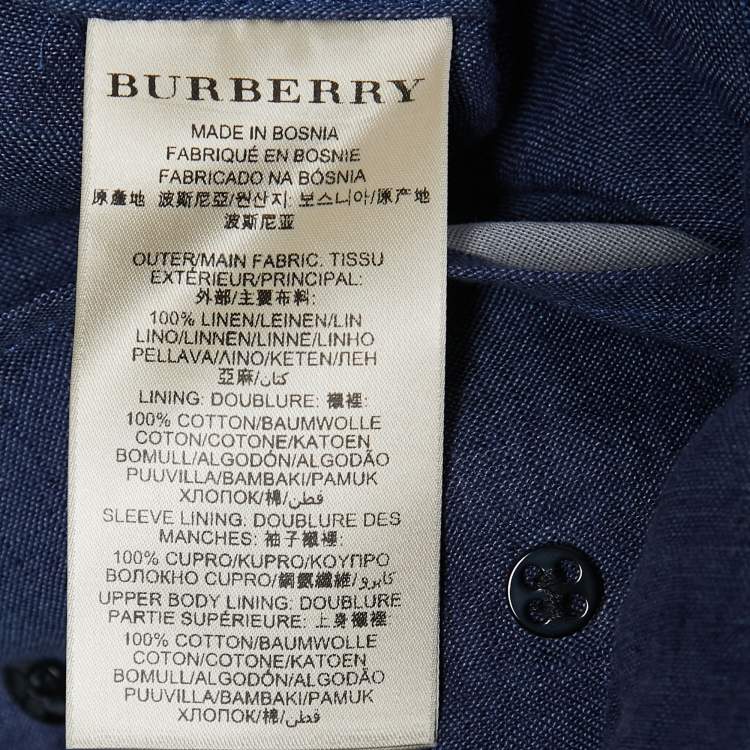 BURBERRY
MADE IN BOSNIA
FABRIQUÉ EN BOSNIE
FABRICADO NA BÓSNIA
原產地 波斯尼亞/원산지: 보스니아/原产地
波斯尼亚
OUTER/MAIN FABRIC: TISSU
EXTÉRIEUR/PRINCIPAL:
外部/主要布料:
100% LINEN/LEINEN/LIN
LINO/LINNEN/LINNE/LINHO
PELLAVA/ΛΙΝΟ/KETEN/ЛЕН
亞麻/كتان
LINING: DOUBLURE: 襯裡:
100% COTTON/BAUMWOLLE
COTON/COTONE/KATOEN
BOMULL/ALGODÓN/ALGODÃO
PUUVILLA/BAMBAKI/PAMUK
ХЛОПОК/棉/قطن
SLEEVE LINING: DOUBLURE DES
MANCHES: 袖子襯裡:
100% CUPRO/KUPRO/ΚΟΥΠΡΟ
ВОЛОКНО CUPRO/銅氨纖維/كابرو
UPPER BODY LINING: DOUBLURE
PARTIE SUPÉRIEURE: 上身襯裡:
100% COTTON/BAUMWOLLE
COTON/COTONE/KATOEN
BOMULL/ALGODÓN/ALGODÃO
PUUVILLA/BAMBAKI/PAMUK
ХЛОПОК/棉/قطن